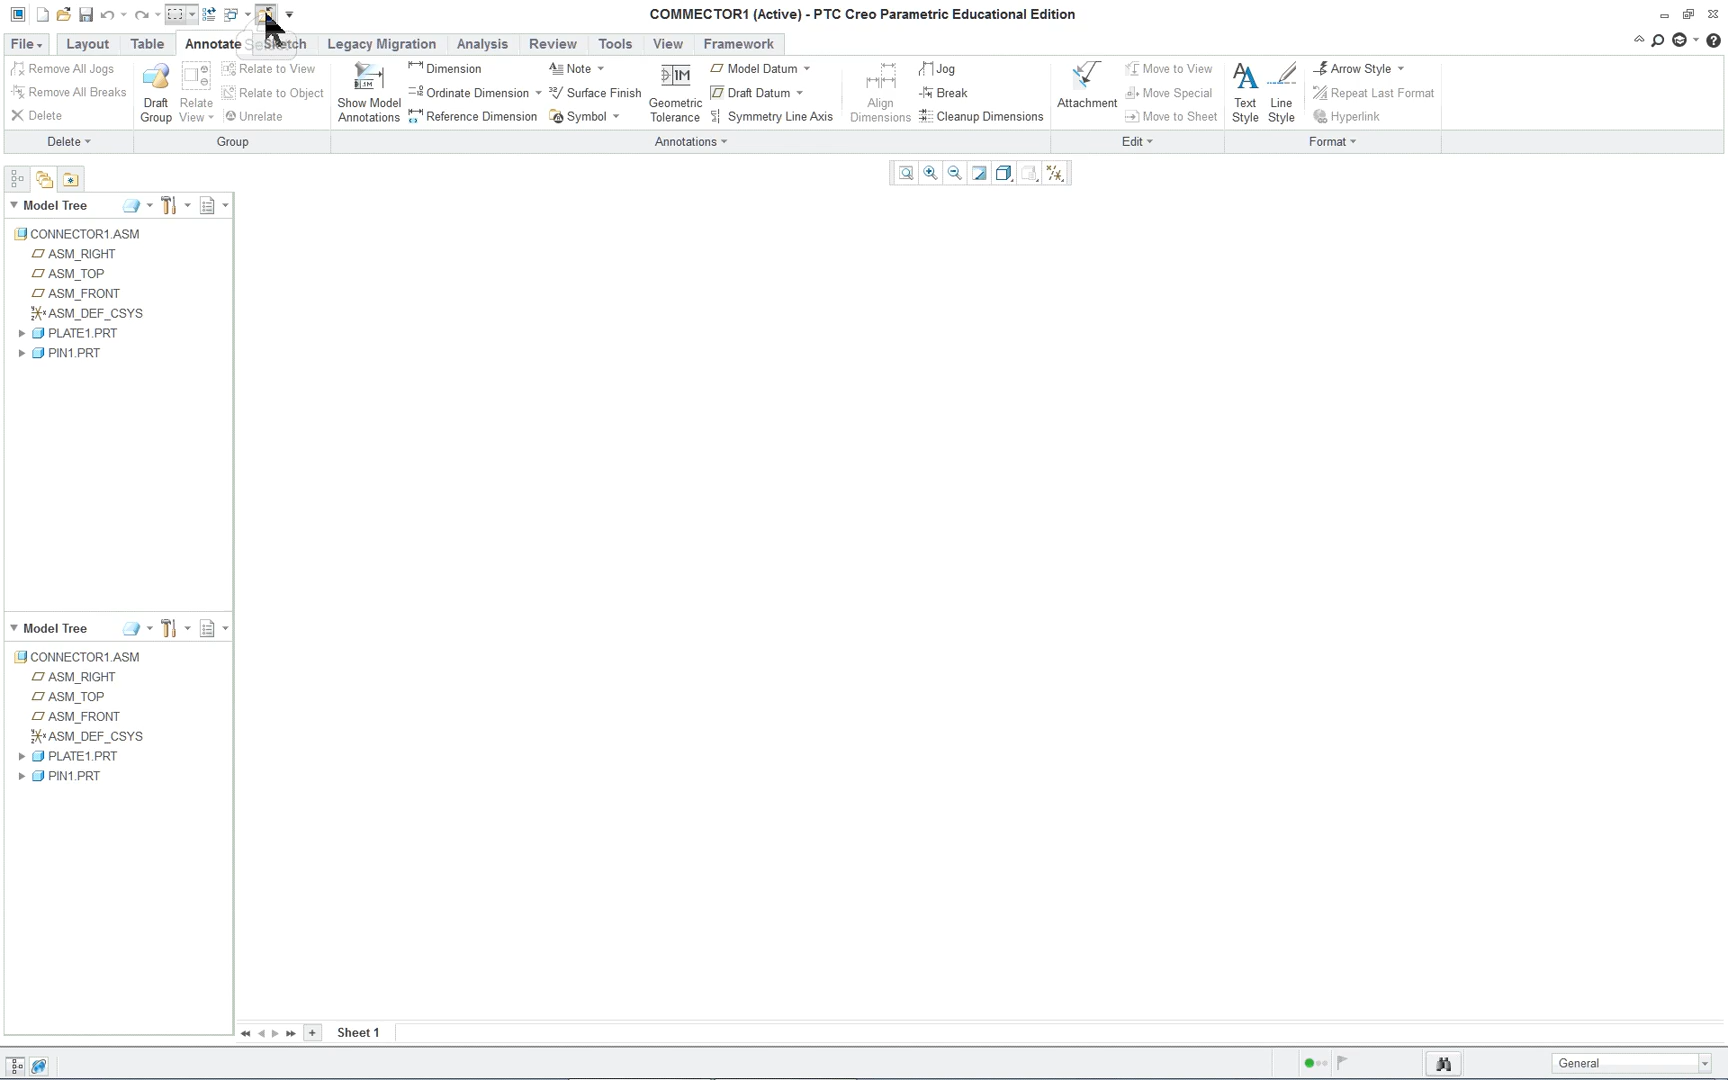 COMMECTOR1 (Active) - PTC Creo Parametric Educational Edition
File Layout Table Annotate Sketch Legacy Migration Analysis Review Tools View Framework
Remove All Jogs
Remove All Breaks
Delete
Delete
Draft Group
Relate View
Relate to View
Relate to Object
Unrelate
Group
Show Model Annotations
Dimension
Ordinate Dimension
Reference Dimension
Note
Surface Finish
Symbol
Geometric Tolerance
Model Datum
Draft Datum
Symmetry Line Axis
Align Dimensions
Jog
Break
Cleanup Dimensions
Annotations
Attachment
Move to View
Move Special
Move to Sheet
Edit
Text Style
Line Style
Arrow Style
Repeat Last Format
Hyperlink
Format
Model Tree
CONNECTOR1.ASM
ASM_RIGHT
ASM_TOP
ASM_FRONT
ASM_DEF_CSYS
PLATE1.PRT
PIN1.PRT
Model Tree
CONNECTOR1.ASM
ASM_RIGHT
ASM_TOP
ASM_FRONT
ASM_DEF_CSYS
PLATE1.PRT
PIN1.PRT
Sheet 1
General